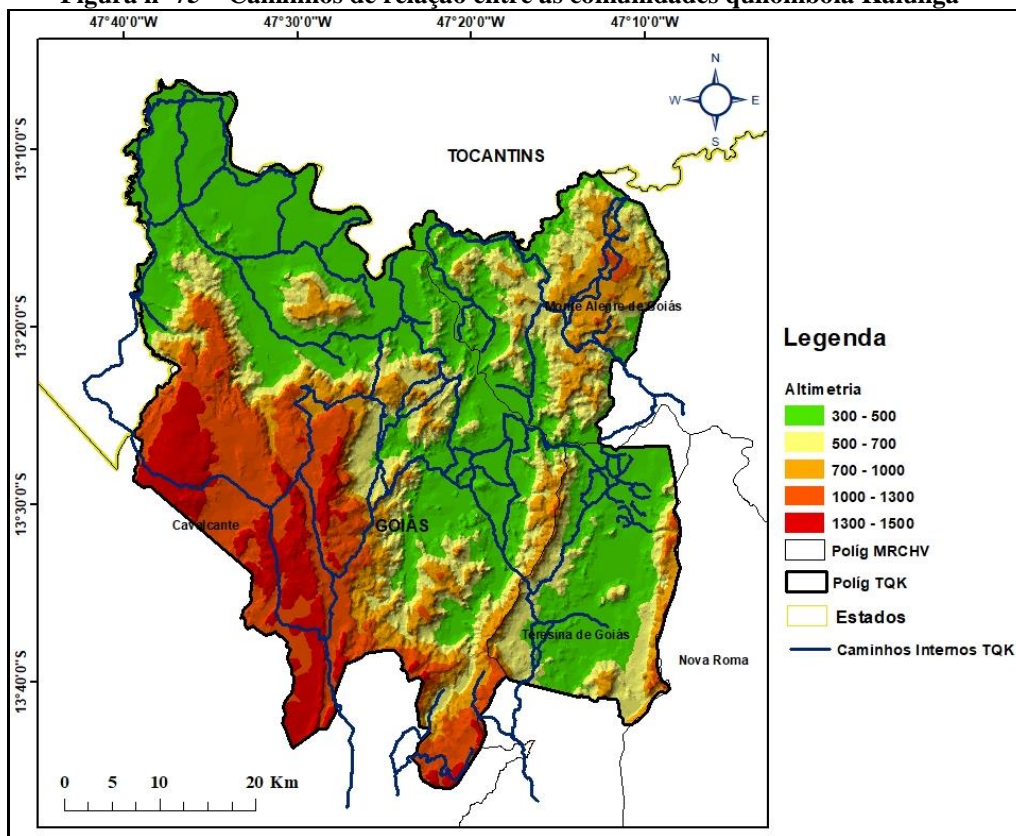 Figura nº 73 – Caminhos de relação entre as comunidades quilombola Kalunga
47°40'0"W
47°30'0"W
47°20'0"W
47°10'0"W
13°10'0"S
13°20'0"S
13°30'0"S
13°40'0"S
N
W
E
S
TOCANTINS
Monte Alegre de Goiás
Cavalcante
GOIÁS
Teresina de Goiás
Nova Roma
0 5 10 20 Km
Legenda
Altimetria
300 - 500
500 - 700
700 - 1000
1000 - 1300
1300 - 1500
Políg MRCHV
Políg TQK
Estados
Caminhos Internos TQK